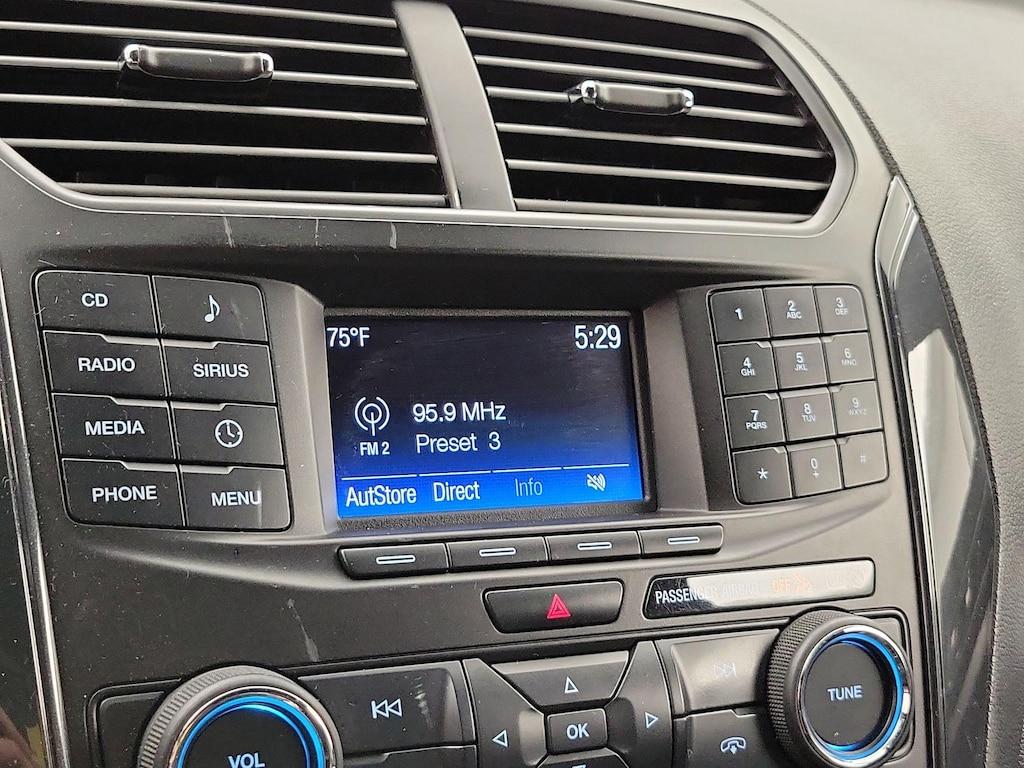 CD
RADIO
SIRIUS
MEDIA
PHONE
MENU
75°F
5:29
FM 2
95.9 MHz
Preset 3
AutStore Direct Info
1
2
ABC
3
DEF
4
GHI
5
JKL
6
MNO
7
PQRS
8
TUV
9
WXYZ
*
0
+
#
PASSENGER AIRBAG OFF
VOL
OK
TUNE